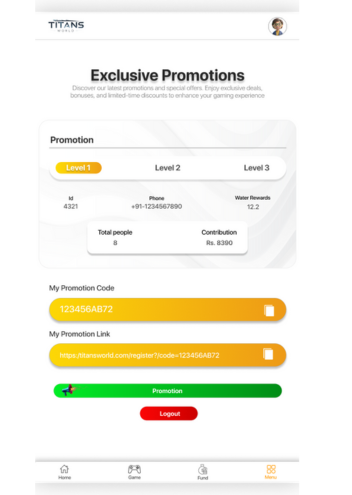 TITANS
WORLD
Exclusive Promotions
Discover our latest promotions and special offers. Enjoy exclusive deals,
bonuses, and limited-time discounts to enhance your gaming experience
Promotion
Level 1 Level 2 Level 3
Id Phone Water Rewards
4321 +91-1234567890 12.2
Total people Contribution
8 Rs. 8390
My Promotion Code
123456AB72
My Promotion Link
https://titansworld.com/register?/code=123456AB72
Promotion
Logout
Home Game Fund Menu